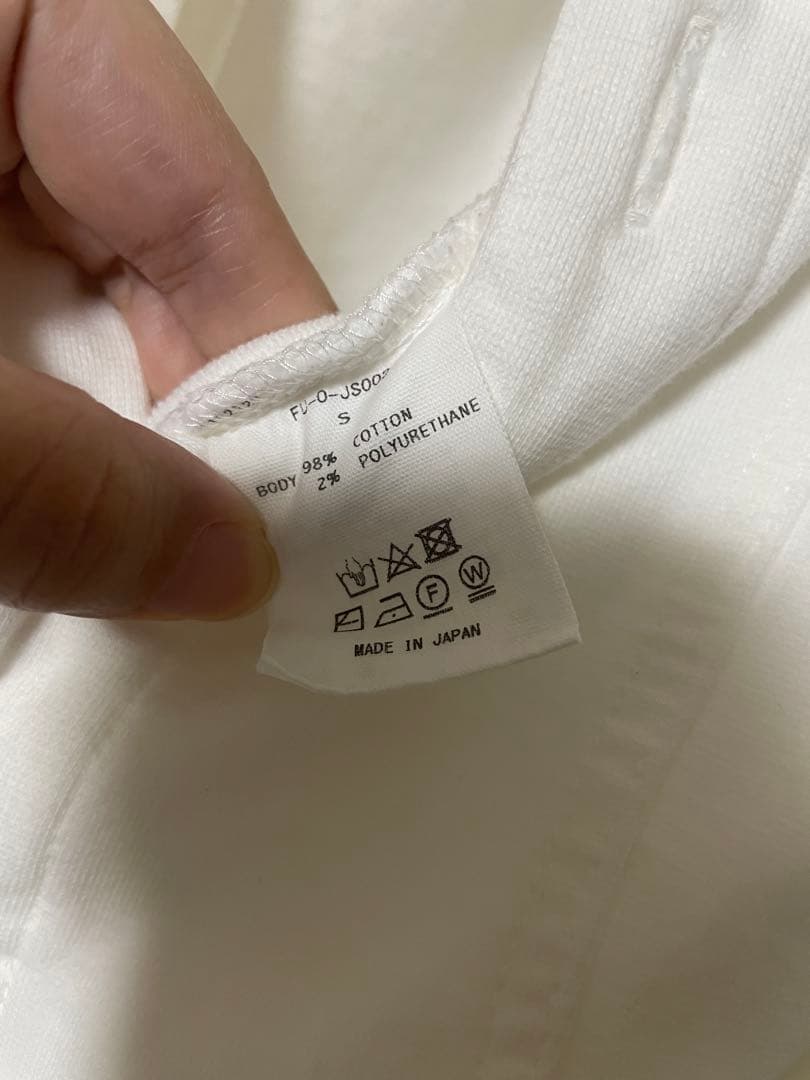 S
BODY 98% COTTON
2% POLYURETHANE
F W
MADE IN JAPAN